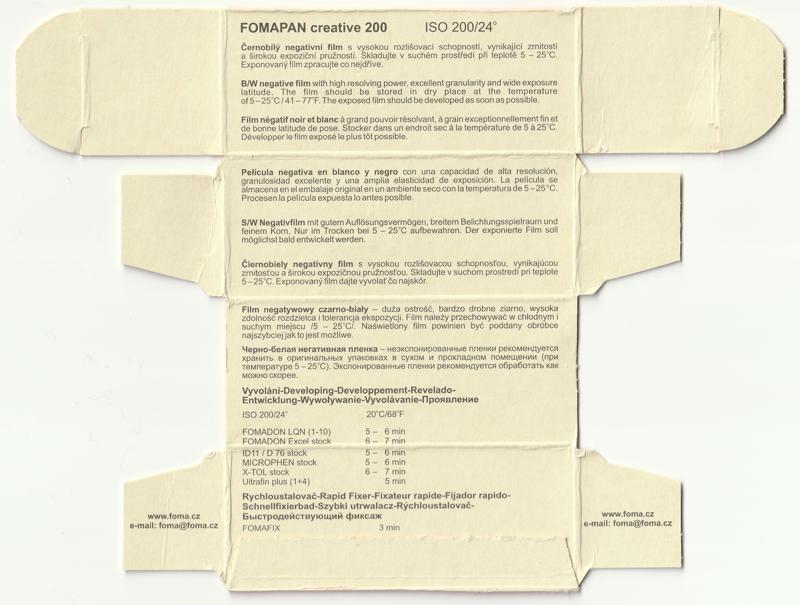 FOMAPAN creative 200 ISO 200/24°
Černobílý negativní film s vysokou rozlišovací schopností, vynikající zrnitostí
a širokou expoziční pružností. Skladujte v suchém prostředí při teplotě 5 – 25°C.
Exponovaný film zpracujte co nejdříve.
B/W negative film with high resolving power, excellent granularity and wide exposure
latitude. The film should be stored in dry place at the temperature
of 5–25°C / 41–77°F. The exposed film should be developed as soon as possible.
Film négatif noir et blanc à grand pouvoir résolvant, à grain exceptionnellement fin et
de bonne latitude de pose. Stocker dans un endroit sec à la température de 5 à 25°C.
Développer le film exposé le plus tôt possible.
Pelicula negativa en blanco y negro con una capacidad de alta resolución,
granulosidad excelente y una amplia elasticidad de exposición. La película se
almacena en el embalaje original en un ambiente seco con la temperatura de 5–25°C.
Procesen la película expuesta lo antes posible.
S/W Negativfilm mit gutem Auflösungsvermögen, breitem Belichtungsspielraum und
feinem Korn. Nur im Trocken bei 5 – 25°C aufbewahren. Der exponierte Film soll
möglichst bald entwickelt werden.
Čiernobiely negatívny film s vysokou rozlišovacou schopnosťou, vynikajúcou
zrnitosťou a širokou expozičnou pružnosťou. Skladujte v suchom prostredí pri teplote
5–25°C. Exponovaný film dajte vyvolať čo najskôr.
Film negatywowy czarno-biały – duża ostrość, bardzo drobne ziarno, wysoka
zdolność rozdzielcza i tolerancja ekspozycji. Film należy przechowywać w chłodnym i
suchym miejscu /5 – 25°C/. Naświetlony film powinien być poddany obróbce
najszybciej jak to jest możliwe.
Черно-белая негативная пленка – неэкспонированные пленки рекомендуется
хранить в оригинальных упаковках в сухом и прохладном помещении (при
температуре 5–25°C). Экспонированные пленки рекомендуется обработать как
можно скорее.
Vyvolání-Developing-Developpement-Revelado-
Entwicklung-Wywoływanie-Vyvolávanie-Проявление
ISO 200/24° 20°C/68°F
FOMADON LQN (1-10) 5 – 6 min
FOMADON Excel stock 6 – 7 min
ID11 / D 76 stock 5 – 6 min
MICROPHEN stock 5 – 6 min
X-TOL stock 6 – 7 min
Ultrafin plus (1+4) 5 min
Rychloustalovač-Rapid Fixer-Fixateur rapide-Fijador rapido-
Schnellfixierbad-Szybki utrwalacz-Rýchloustalovač-
Быстродействующий фиксаж
FOMAFIX 3 min
www.foma.cz
e-mail: foma@foma.cz
www.foma.cz
e-mail: foma@foma.cz